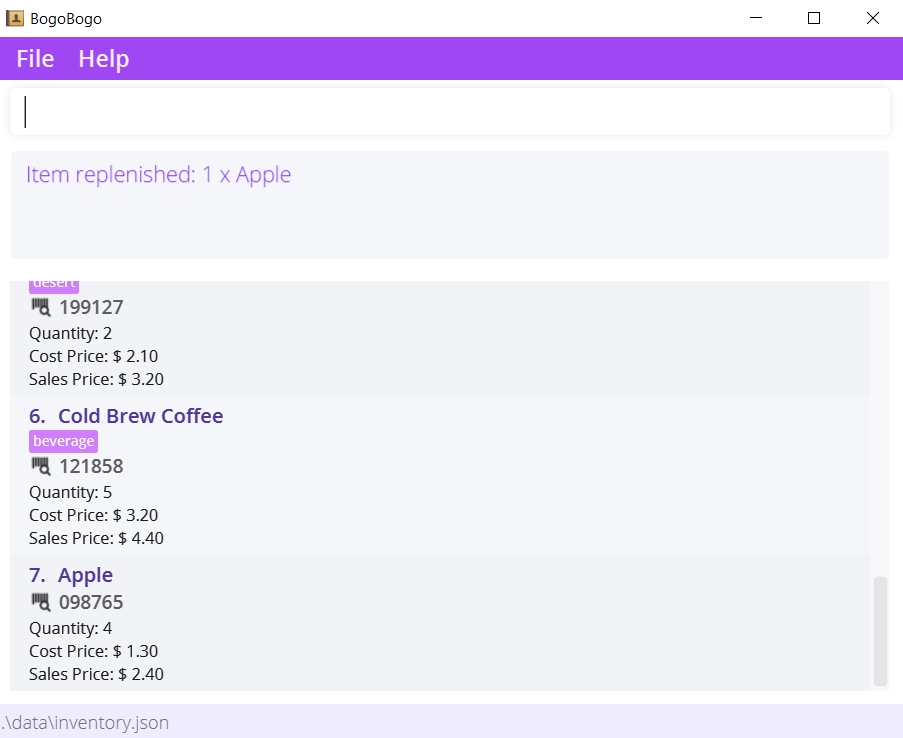 BogoBogo
File Help
Item replenished: 1 x Apple
desert
199127
Quantity: 2
Cost Price: $ 2.10
Sales Price: $ 3.20
6. Cold Brew Coffee
beverage
121858
Quantity: 5
Cost Price: $ 3.20
Sales Price: $ 4.40
7. Apple
098765
Quantity: 4
Cost Price: $ 1.30
Sales Price: $ 2.40
.\data\inventory.json